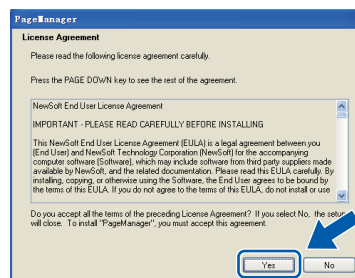 PageManager
License Agreement
Please read the following license agreement carefully.
Press the PAGE DOWN key to see the rest of the agreement.
NewSoft End User License Agreement
IMPORTANT - PLEASE READ CAREFULLY BEFORE INSTALLING
This NewSoft End User License Agreement (EULA) is a legal agreement between you
(End User) and NewSoft Technology Corporation (NewSoft) for the accompanying
computer software (Software), which may include software from third party suppliers made
available by NewSoft, and the related documentation. Please read this EULA carefully. By
installing, copying, or otherwise using the Software, the End User agrees to be bound by
the terms of this EULA. If you do not agree to the terms of this EULA, do not install or use
Do you accept all the terms of the preceding License Agreement? If you select No, the setup
will close. To install "PageManager", you must accept this agreement.
Yes No